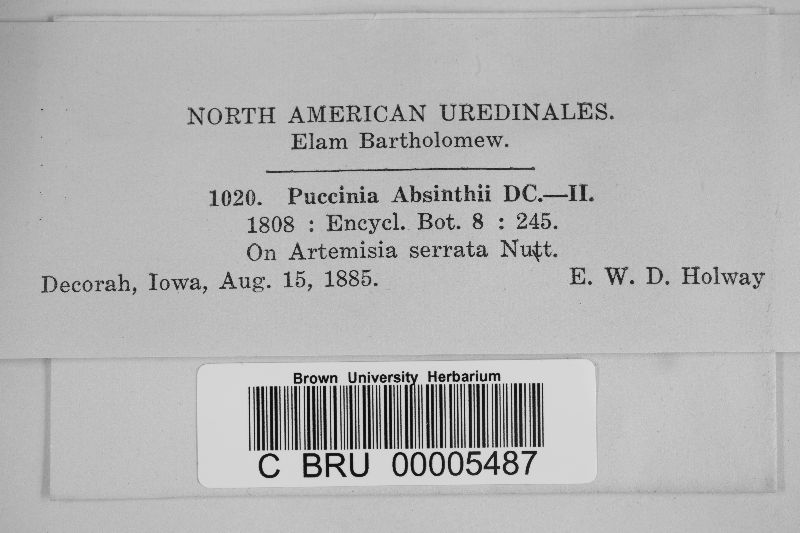 NORTH AMERICAN UREDINALES.
Elam Bartholomew.
1020. Puccinia Absinthii DC.—II.
1808 : Encycl. Bot. 8 : 245.
On Artemisia serrata Nutt.
Decorah, Iowa, Aug. 15, 1885. E. W. D. Holway
Brown University Herbarium
C BRU 00005487